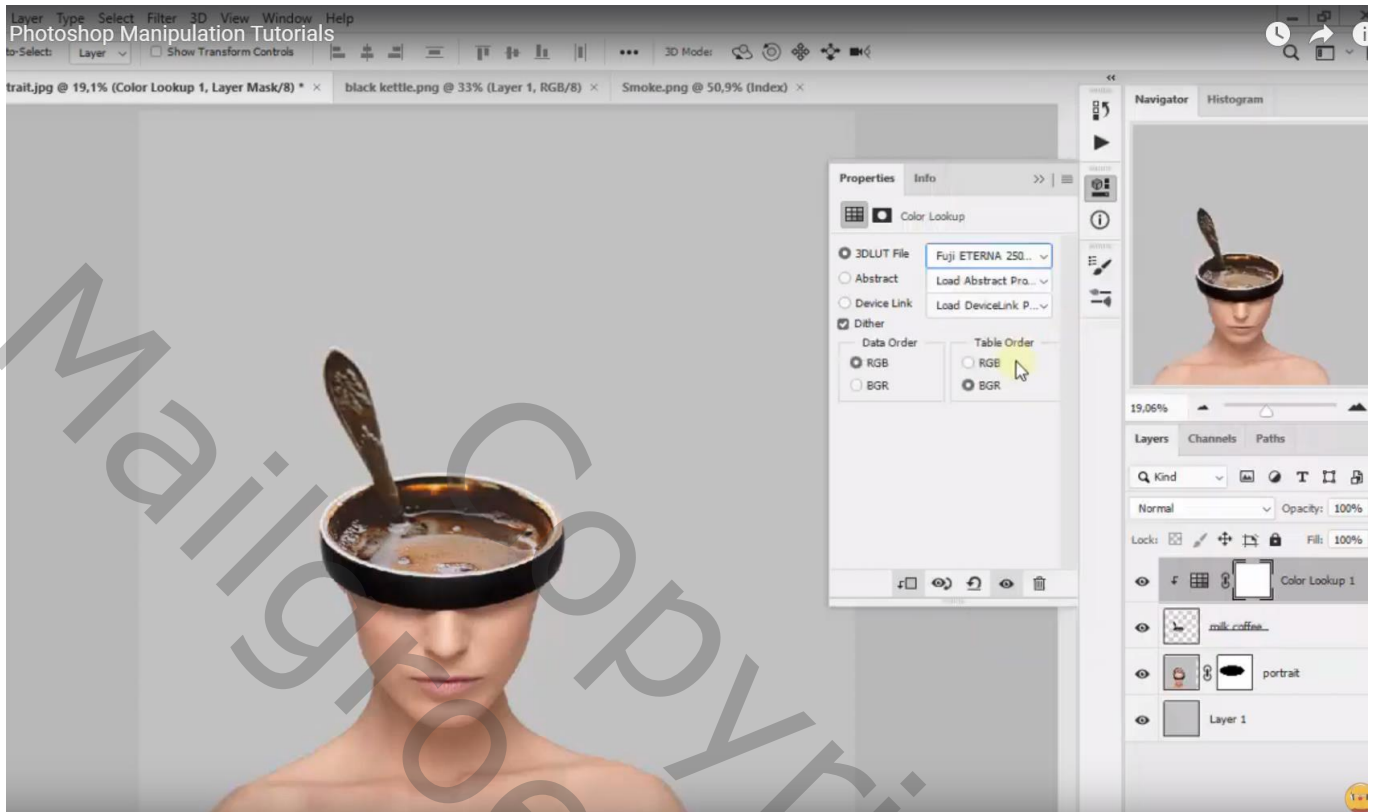 Layer Type Select Filter 3D View Window Help
Photoshop Manipulation Tutorials
to-Select: Layer Show Transform Controls 3D Mode:
trait.jpg @ 19,1% (Color Lookup 1, Layer Mask/8) * × black kettle.png @ 33% (Layer 1, RGB/8) × Smoke.png @ 50,9% (Index) ×
Navigator Histogram
Properties Info
Color Lookup
3DLUT File Fuji ETERNA 250...
Abstract Load Abstract Pro...
Device Link Load DeviceLink P...
Dither
Data Order Table Order
RGB RGB
BGR BGR
19,06%
Layers Channels Paths
Kind
Normal Opacity: 100%
Lock: Fill: 100%
Color Lookup 1
milk coffee
portrait
Layer 1
Copyri
Mailgro